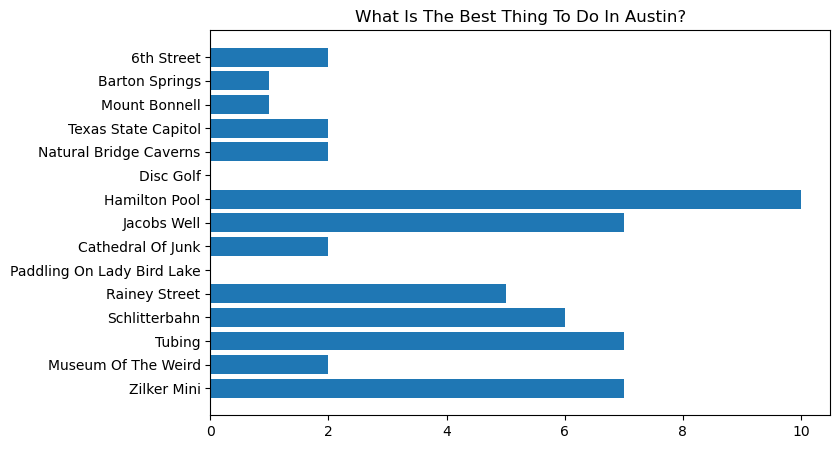 What Is The Best Thing To Do In Austin?
6th Street
Barton Springs
Mount Bonnell
Texas State Capitol
Natural Bridge Caverns
Disc Golf
Hamilton Pool
Jacobs Well
Cathedral Of Junk
Paddling On Lady Bird Lake
Rainey Street
Schlitterbahn
Tubing
Museum Of The Weird
Zilker Mini
0 2 4 6 8 10